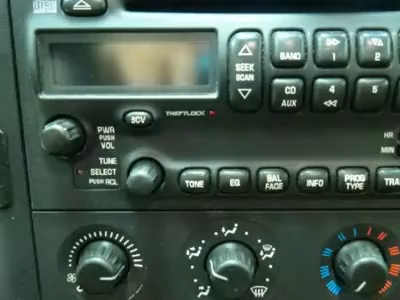 BAND
1
2
SEEK
SCAN
CD
AUX
4
5
SCV
THEFTLOCK
PWR
PUSH
VOL
HR
MIN
TUNE
SELECT
PUSH RCL
TONE
EQ
BAL
FADE
INFO
PROG
TYPE
TRA